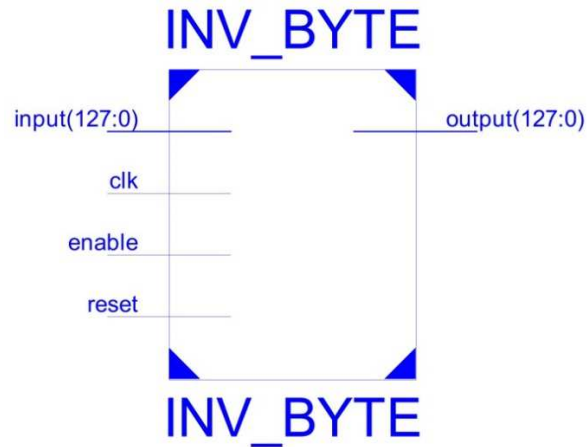 INV_BYTE
input(127:0)
output(127:0)
clk
enable
reset
INV_BYTE